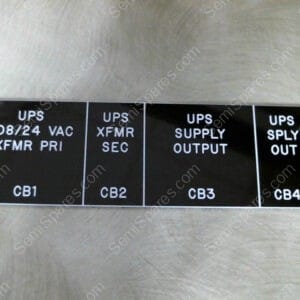 UPS
08/24 VAC
XFMR PRI
CB1
UPS
XFMR
SEC
CB2
UPS
SUPPLY
OUTPUT
CB3
UPS
SPLY
OUT
CB4
SemiSpares.com